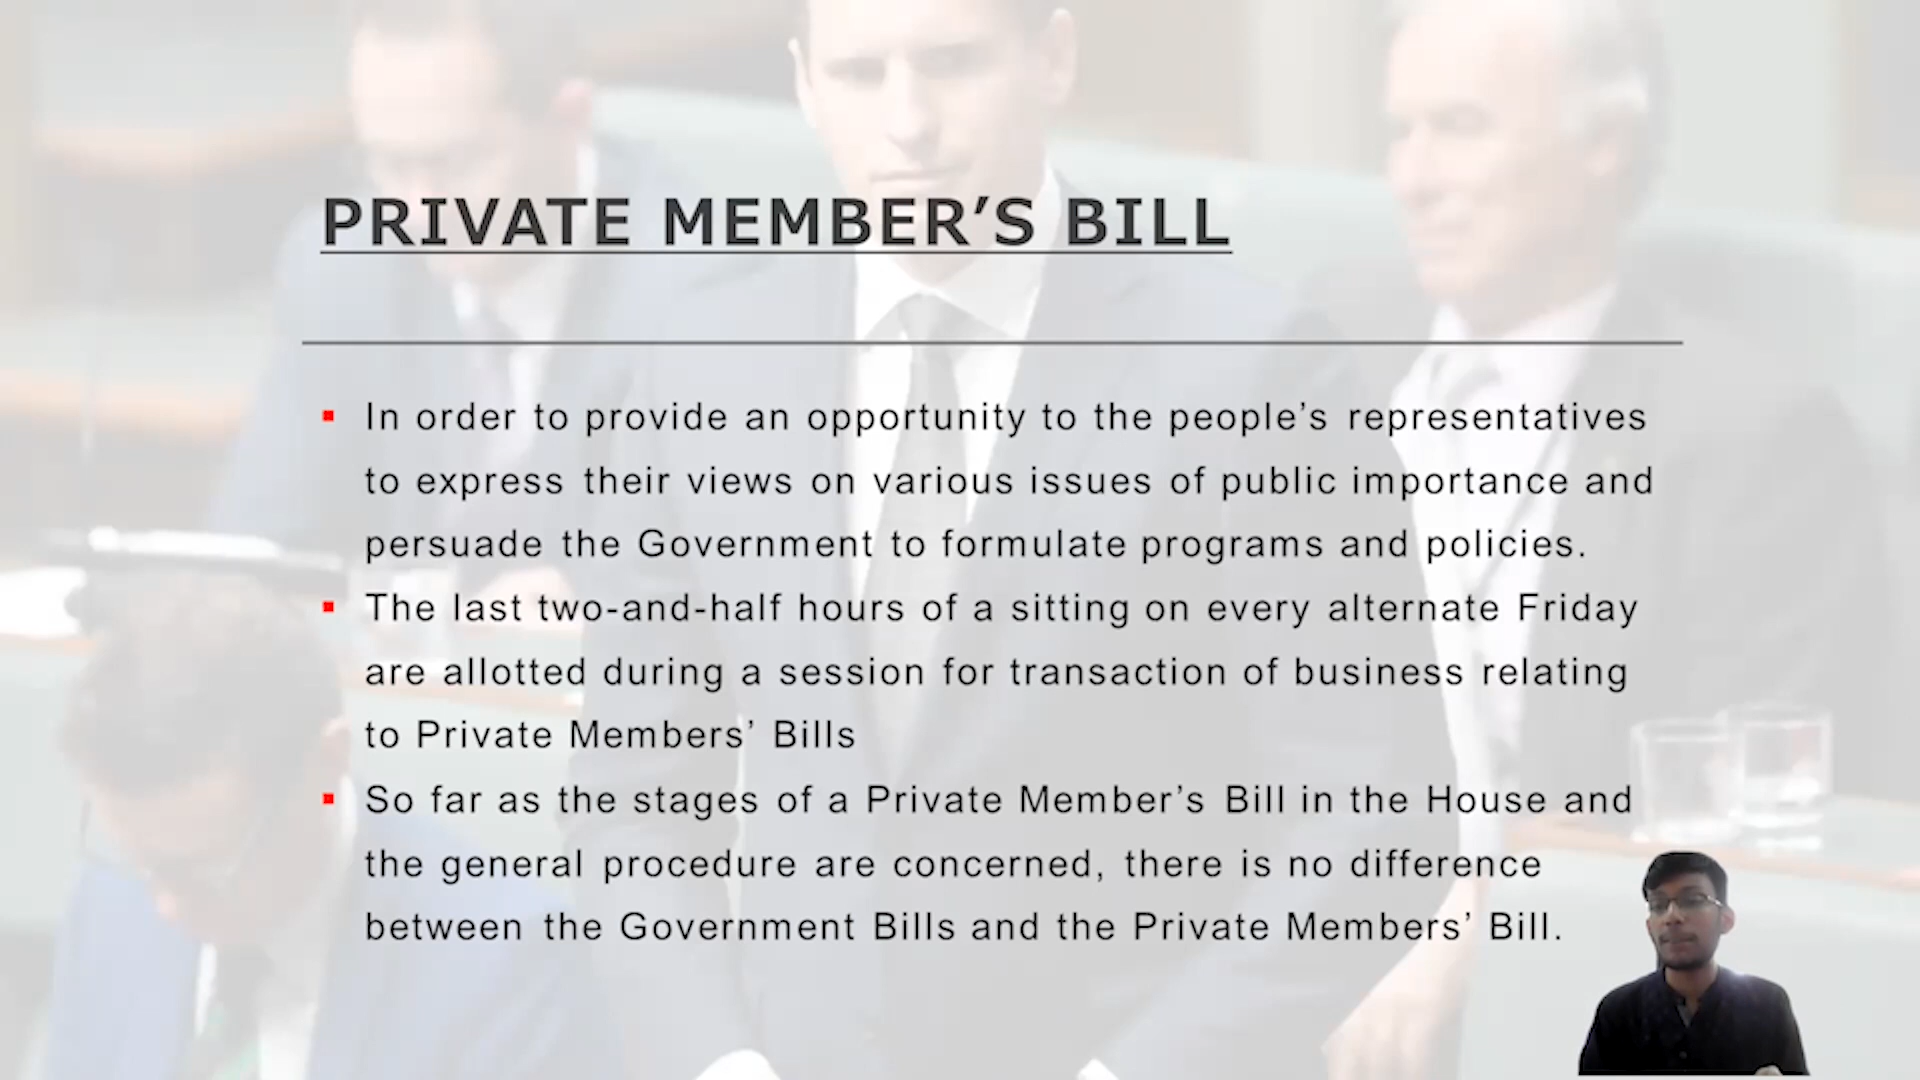 PRIVATE MEMBER’S BILL
▪ In order to provide an opportunity to the people’s representatives
to express their views on various issues of public importance and
persuade the Government to formulate programs and policies.
▪ The last two-and-half hours of a sitting on every alternate Friday
are allotted during a session for transaction of business relating
to Private Members’ Bills
▪ So far as the stages of a Private Member’s Bill in the House and
the general procedure are concerned, there is no difference
between the Government Bills and the Private Members’ Bill.